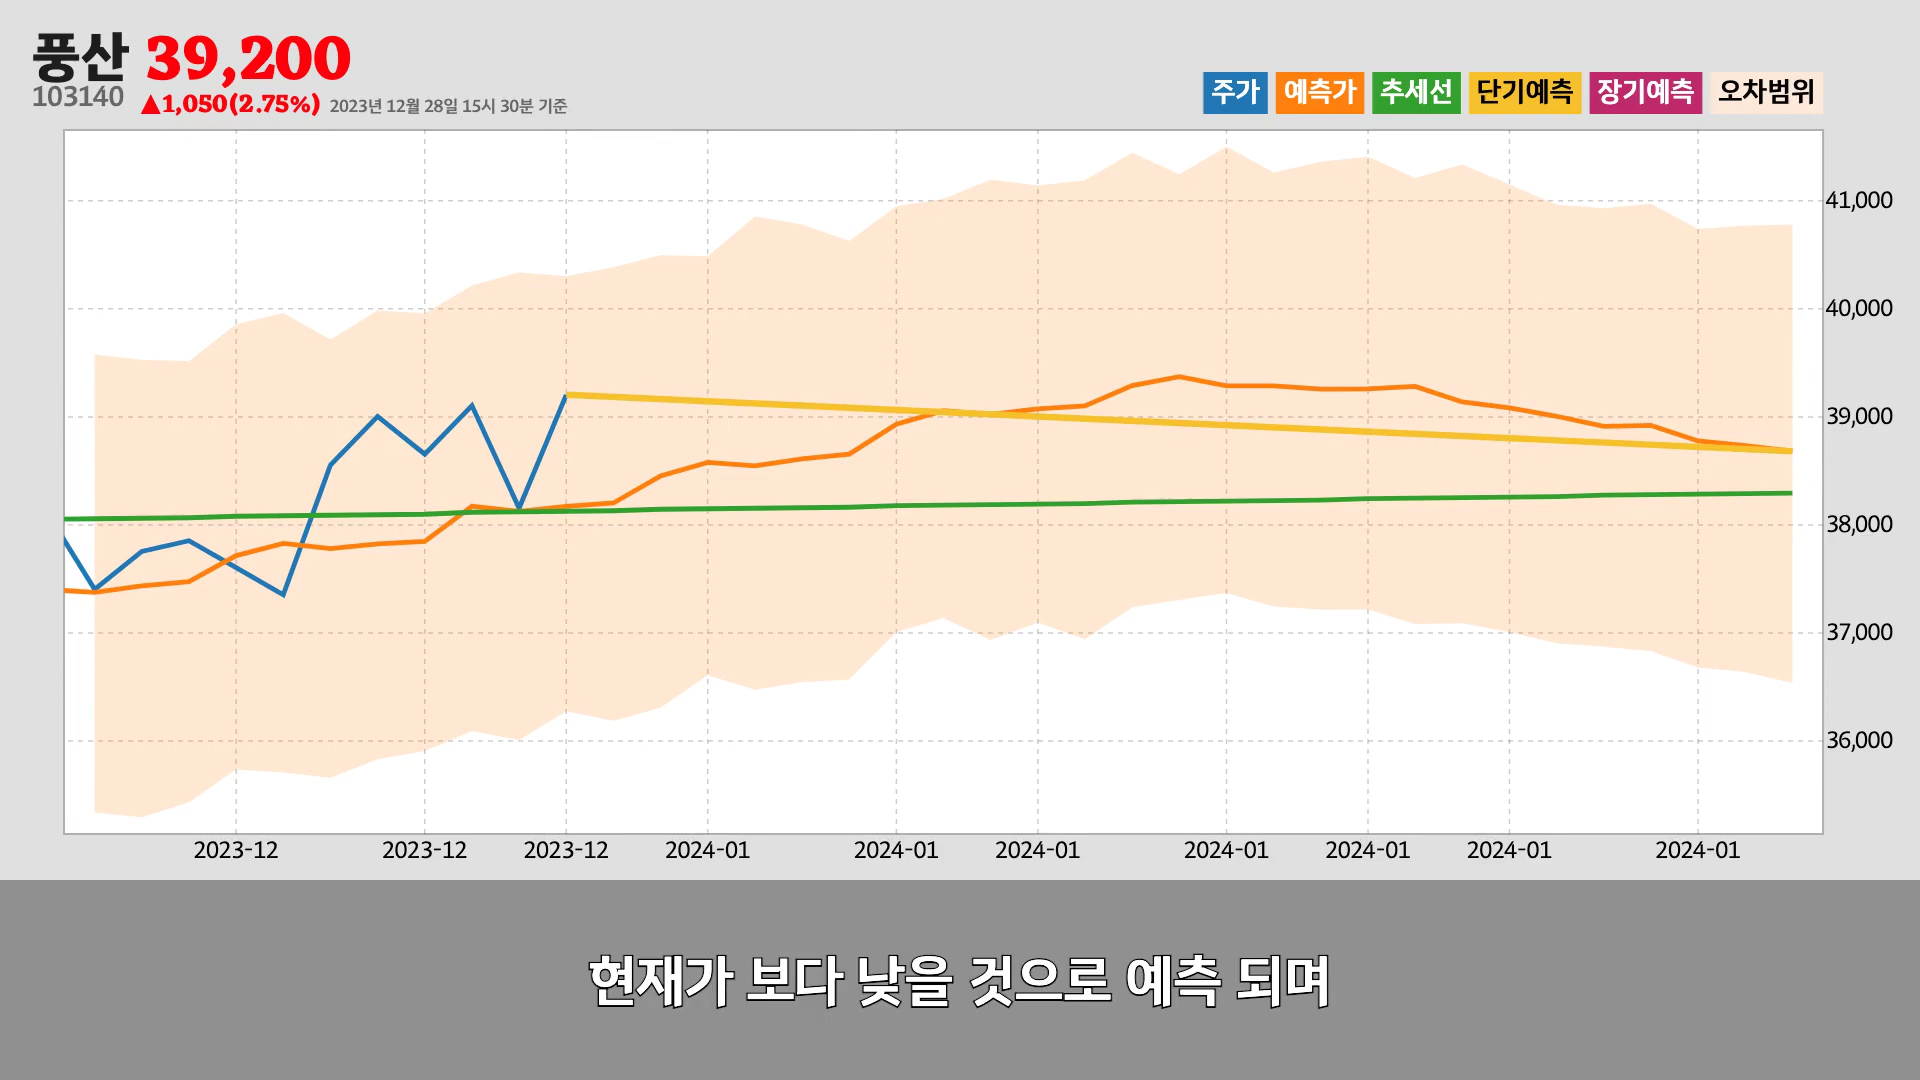 풍산 39,200
103140 ▲1,050(2.75%) 2023년 12월 28일 15시 30분 기준
주가 예측가 추세선 단기예측 장기예측 오차범위
41,000
40,000
39,000
38,000
37,000
36,000
2023-12 2023-12 2023-12 2024-01 2024-01 2024-01 2024-01 2024-01 2024-01 2024-01
현재가 보다 낮을 것으로 예측 되며